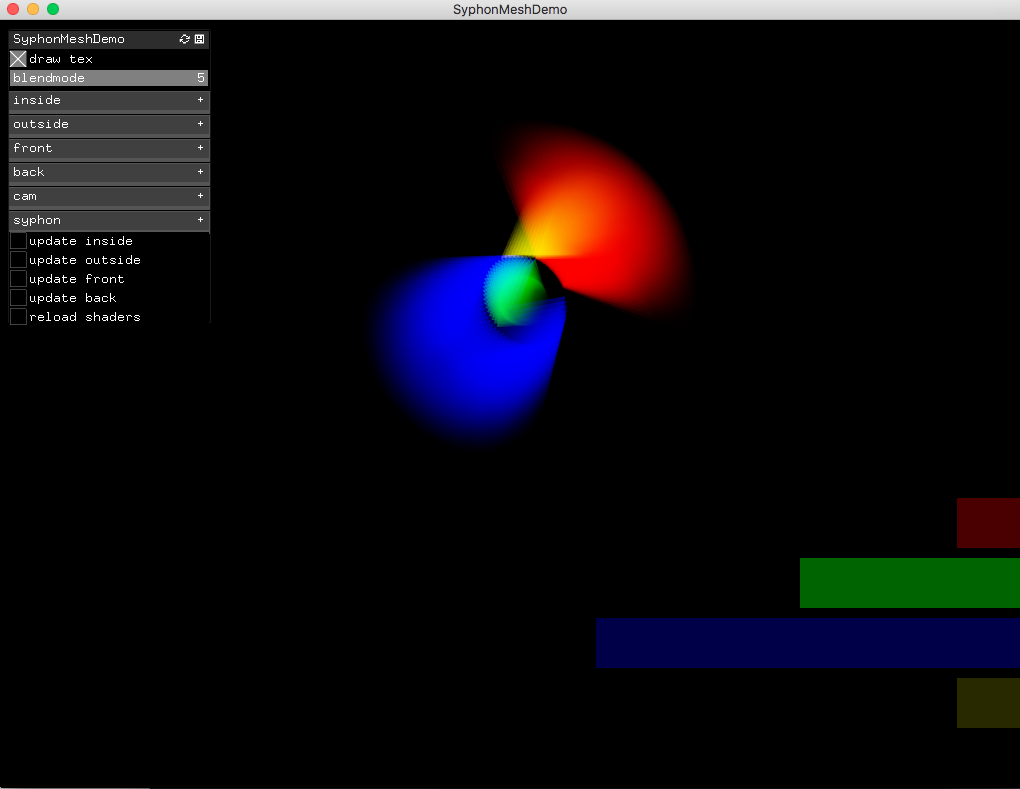 SyphonMeshDemo
SyphonMeshDemo
draw tex
blendmode 5
inside +
outside +
front +
back +
cam +
syphon +
update inside
update outside
update front
update back
reload shaders